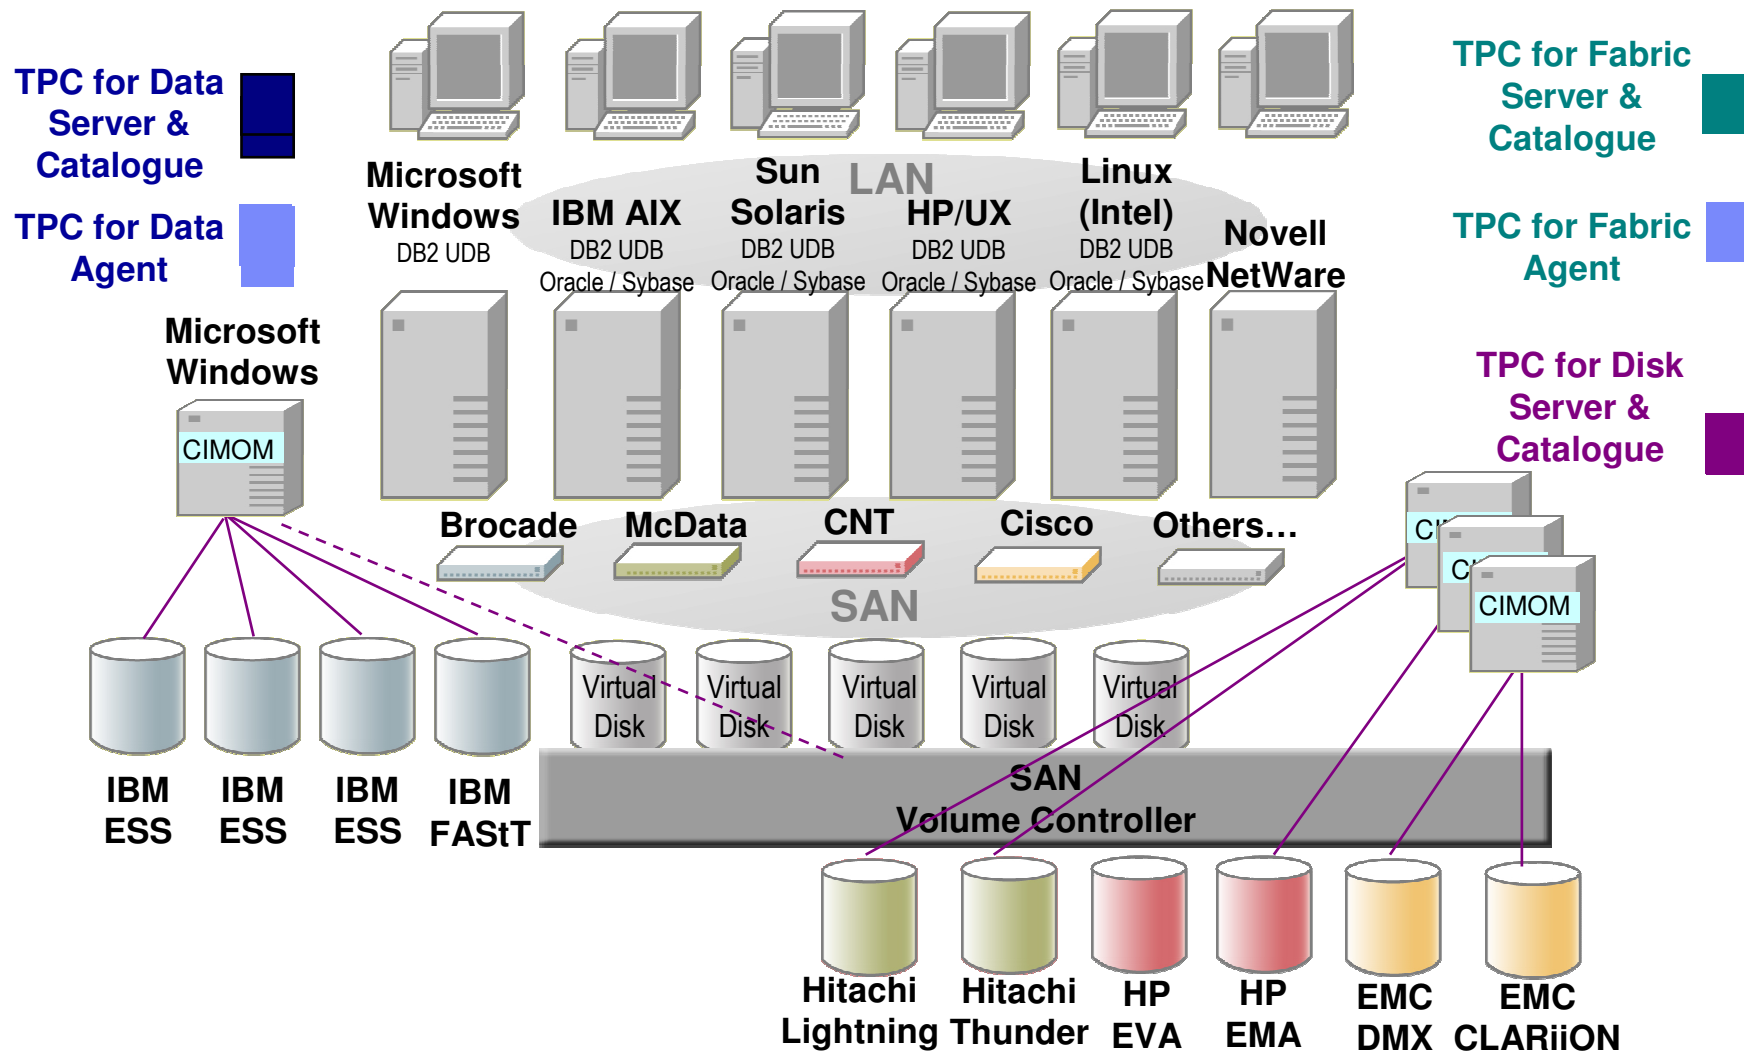 TPC for Data
Server &
Catalogue
TPC for Data
Agent
TPC for Fabric
Server &
Catalogue
TPC for Fabric
Agent
TPC for Disk
Server &
Catalogue
LAN
Microsoft
Windows
DB2 UDB
IBM AIX
DB2 UDB
Oracle / Sybase
Sun
Solaris
DB2 UDB
Oracle / Sybase
HP/UX
DB2 UDB
Oracle / Sybase
Linux
(Intel)
DB2 UDB
Oracle / Sybase
Novell
NetWare
Microsoft
Windows
CIMOM
Brocade
McData
CNT
Cisco
Others...
SAN
CIMOM
Virtual
Disk
Virtual
Disk
Virtual
Disk
Virtual
Disk
Virtual
Disk
SAN
Volume Controller
IBM
ESS
IBM
ESS
IBM
ESS
IBM
FAStT
Hitachi
Lightning
Hitachi
Thunder
HP
EVA
HP
EMA
EMC
DMX
EMC
CLARiiON